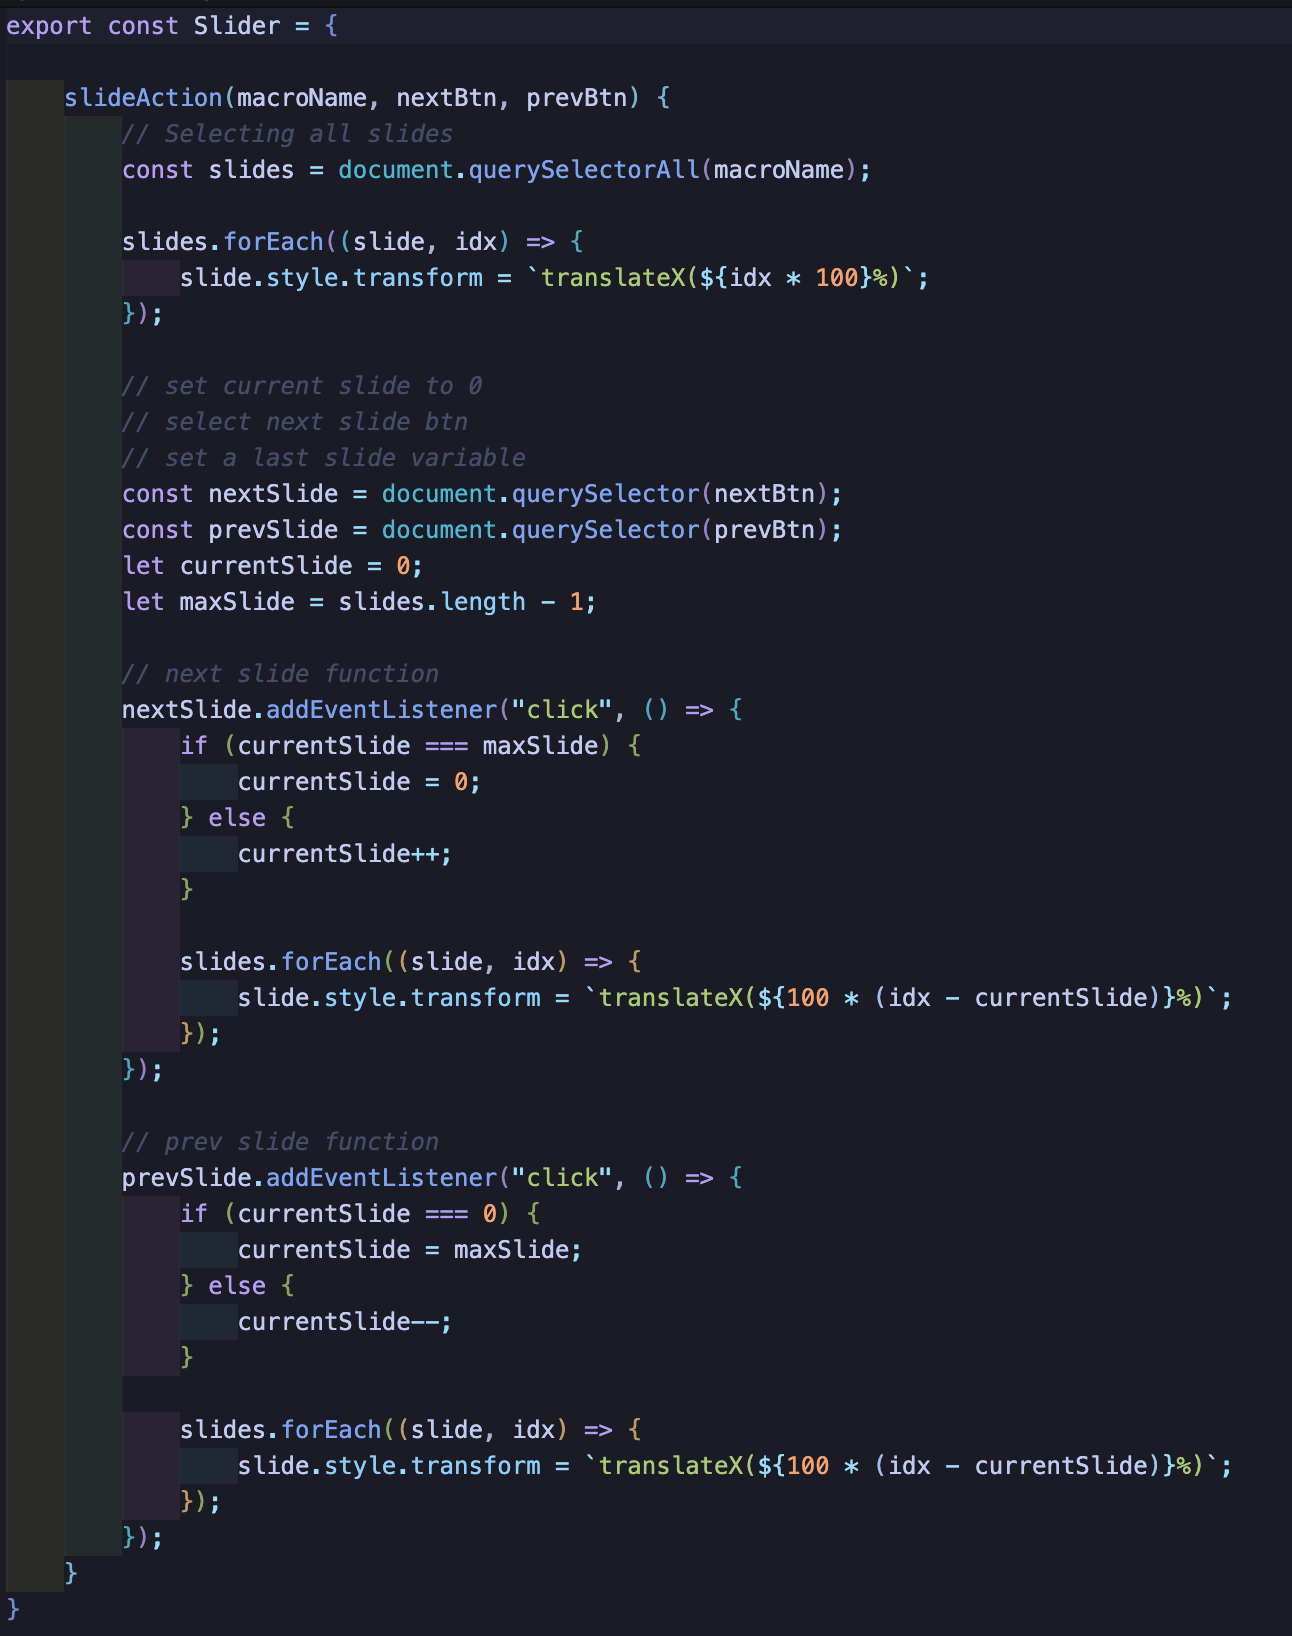 export const Slider = {
slideAction(macroName, nextBtn, prevBtn) {
// Selecting all slides
const slides = document.querySelectorAll(macroName);
slides.forEach((slide, idx) => {
slide.style.transform = `translateX(${idx * 100}%)`;
});
// set current slide to 0
// select next slide btn
// set a last slide variable
const nextSlide = document.querySelector(nextBtn);
const prevSlide = document.querySelector(prevBtn);
let currentSlide = 0;
let maxSlide = slides.length - 1;
// next slide function
nextSlide.addEventListener("click", () => {
if (currentSlide === maxSlide) {
currentSlide = 0;
} else {
currentSlide++;
}
slides.forEach((slide, idx) => {
slide.style.transform = `translateX(${100 * (idx - currentSlide)}%)`;
});
});
// prev slide function
prevSlide.addEventListener("click", () => {
if (currentSlide === 0) {
currentSlide = maxSlide;
} else {
currentSlide--;
}
slides.forEach((slide, idx) => {
slide.style.transform = `translateX(${100 * (idx - currentSlide)}%)`;
});
});
}
}